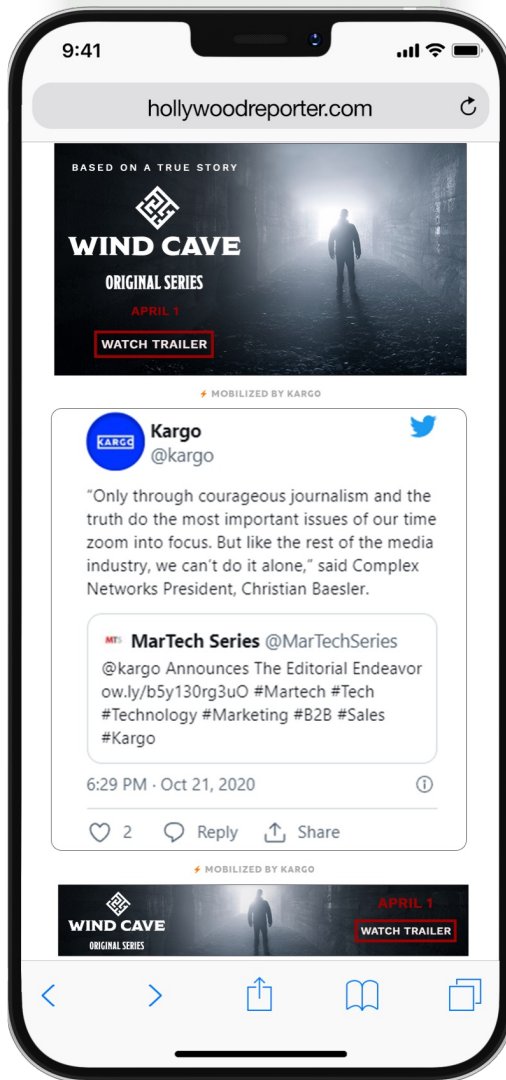 9:41
hollywoodreporter.com
BASED ON A TRUE STORY
WIND CAVE
ORIGINAL SERIES
APRIL 1
WATCH TRAILER
MOBILIZED BY KARGO
KARGO
Kargo
@kargo
“Only through courageous journalism and the
truth do the most important issues of our time
zoom into focus. But like the rest of the media
industry, we can't do it alone,” said Complex
Networks President, Christian Baesler.
MTS MarTech Series @MarTechSeries
@kargo Announces The Editorial Endeavor
ow.ly/b5y130rg3uO #Martech #Tech
#Technology #Marketing #B2B #Sales
#Kargo
6:29 PM · Oct 21, 2020
2 Reply Share
MOBILIZED BY KARGO
WIND CAVE
ORIGINAL SERIES
APRIL 1
WATCH TRAILER